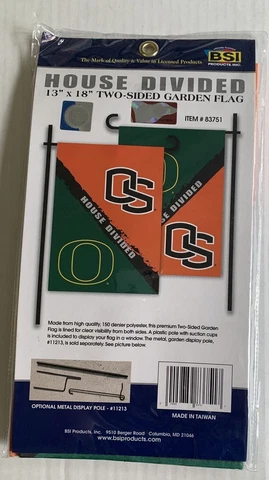 The Mark of Quality & Value in Licensed Products
BSI
PRODUCTS, INC.
HOUSE DIVIDED
13" x 18" TWO-SIDED GARDEN FLAG
ITEM # 83751
OS
HOUSE DIVIDED
O
O
OS
HOUSE DIVIDED
Made from high quality, 150 denier polyester, this premium Two-Sided Garden
Flag is lined for clear visibility from both sides. A plastic pole with suction cups
is included to display your flag in a window. The metal, garden display pole,
#11213, is sold separately. See picture below.
OPTIONAL METAL DISPLAY POLE - #11213
MADE IN TAIWAN
BSI Products, Inc. 9510 Berger Road Columbia, MD 21046
www.bsiproducts.com